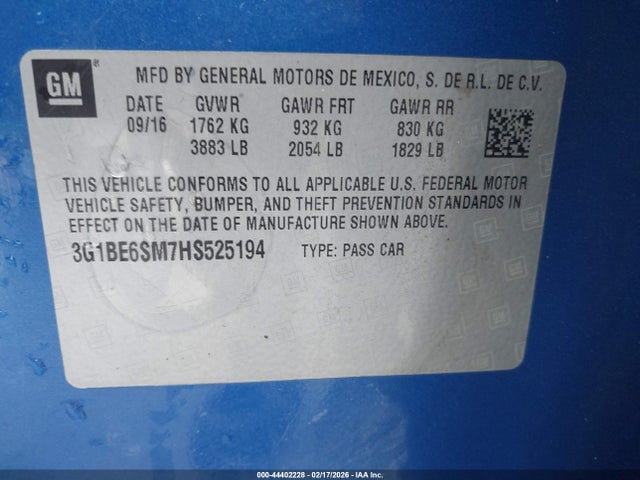 GM
MFD BY GENERAL MOTORS DE MEXICO, S. DE R.L. DE C.V.
DATE GVWR GAWR FRT GAWR RR
09/16 1762 KG 932 KG 830 KG
3883 LB 2054 LB 1829 LB
THIS VEHICLE CONFORMS TO ALL APPLICABLE U.S. FEDERAL MOTOR
VEHICLE SAFETY, BUMPER, AND THEFT PREVENTION STANDARDS IN
EFFECT ON THE DATE OF MANUFACTURE SHOWN ABOVE.
3G1BE6SM7HS525194 TYPE: PASS CAR
000-44402228 - 02/17/2026 - IAA Inc.